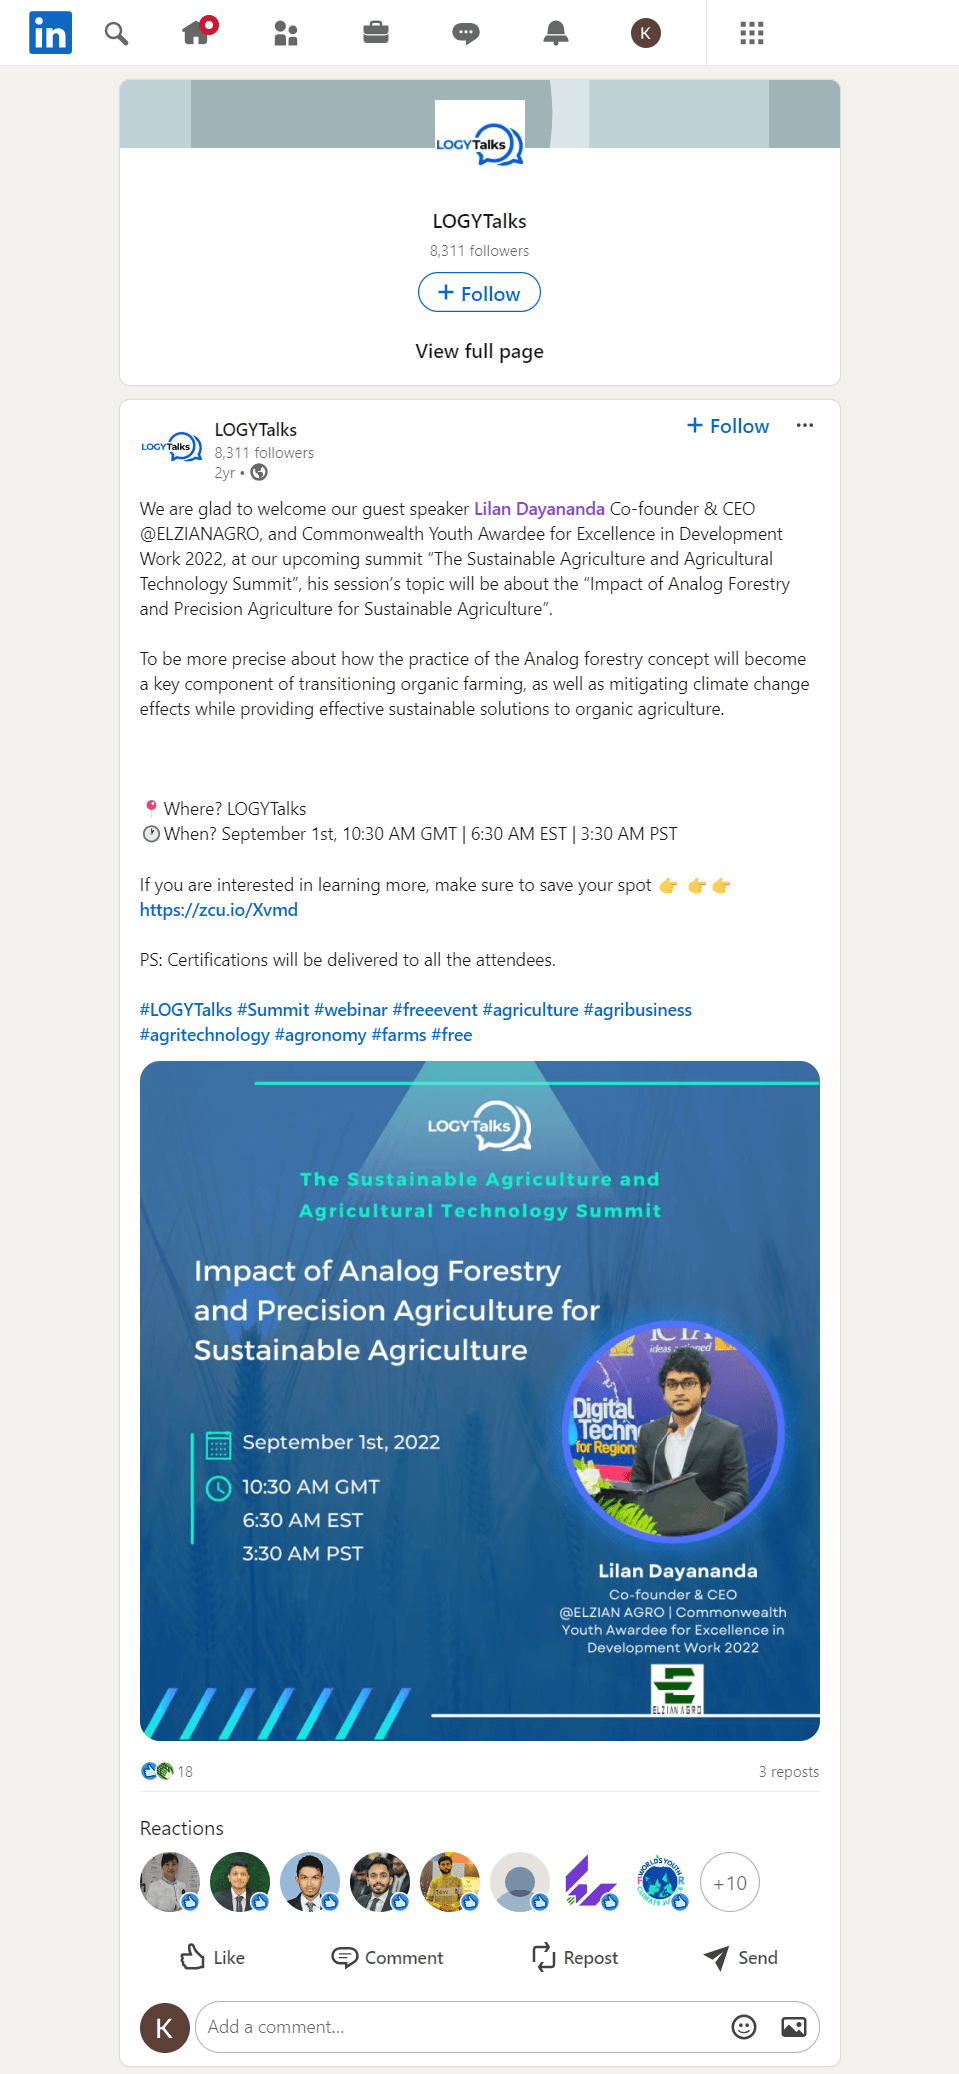 in
K
LOGYTalks
LOGYTalks
8,311 followers
+ Follow
View full page
LOGYTalks
LOGYTalks
+ Follow
8,311 followers
2yr •
We are glad to welcome our guest speaker Lilan Dayananda Co-founder & CEO
@ELZIANAGRO, and Commonwealth Youth Awardee for Excellence in Development
Work 2022, at our upcoming summit “The Sustainable Agriculture and Agricultural
Technology Summit”, his session’s topic will be about the “Impact of Analog Forestry
and Precision Agriculture for Sustainable Agriculture”.
To be more precise about how the practice of the Analog forestry concept will become
a key component of transitioning organic farming, as well as mitigating climate change
effects while providing effective sustainable solutions to organic agriculture.
📍 Where? LOGYTalks
🕐 When? September 1st, 10:30 AM GMT | 6:30 AM EST | 3:30 AM PST
If you are interested in learning more, make sure to save your spot 👉 👉 👉
https://zcu.io/Xvmd
PS: Certifications will be delivered to all the attendees.
#LOGYTalks #Summit #webinar #freeevent #agriculture #agribusiness
#agritechnology #agronomy #farms #free
LOGYTalks
The Sustainable Agriculture and
Agricultural Technology Summit
Impact of Analog Forestry
and Precision Agriculture for
Sustainable Agriculture
ideas actioned
Digital
Techn
for Region
September 1st, 2022
10:30 AM GMT
6:30 AM EST
3:30 AM PST
Lilan Dayananda
Co-founder & CEO
@ELZIAN AGRO | Commonwealth
Youth Awardee for Excellence in
Development Work 2022
ELZIAN AGRO
18
3 reposts
Reactions
+10
Like
Comment
Repost
Send
K
Add a comment...